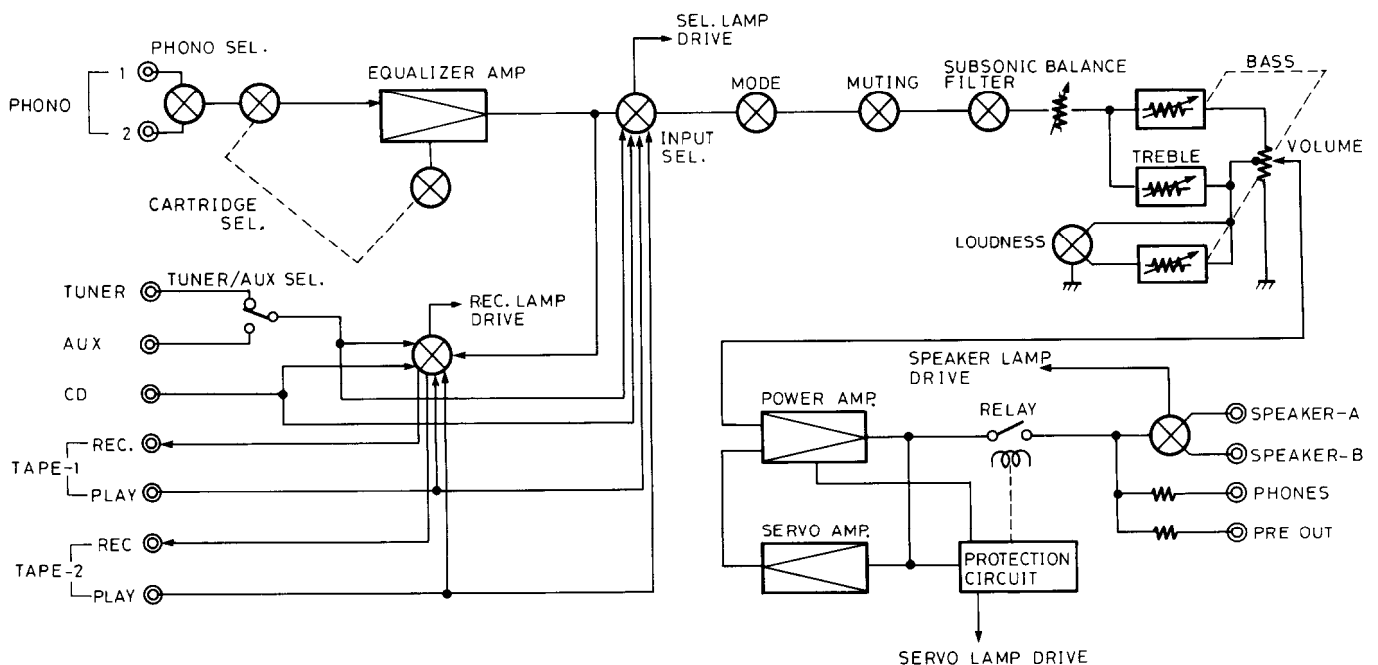 SEL. LAMP
DRIVE
PHONO SEL.
1
PHONO
2
EQUALIZER AMP
CARTRIDGE
SEL.
INPUT
SEL.
MODE
MUTING
SUBSONIC BALANCE
FILTER
BASS
TREBLE
VOLUME
LOUDNESS
TUNER/AUX SEL.
TUNER
AUX
CD
REC. LAMP
DRIVE
REC.
TAPE-1
PLAY
REC
TAPE-2
PLAY
SPEAKER LAMP
DRIVE
POWER AMP.
RELAY
SPEAKER-A
SPEAKER-B
PHONES
PRE OUT
SERVO AMP.
PROTECTION
CIRCUIT
SERVO LAMP DRIVE